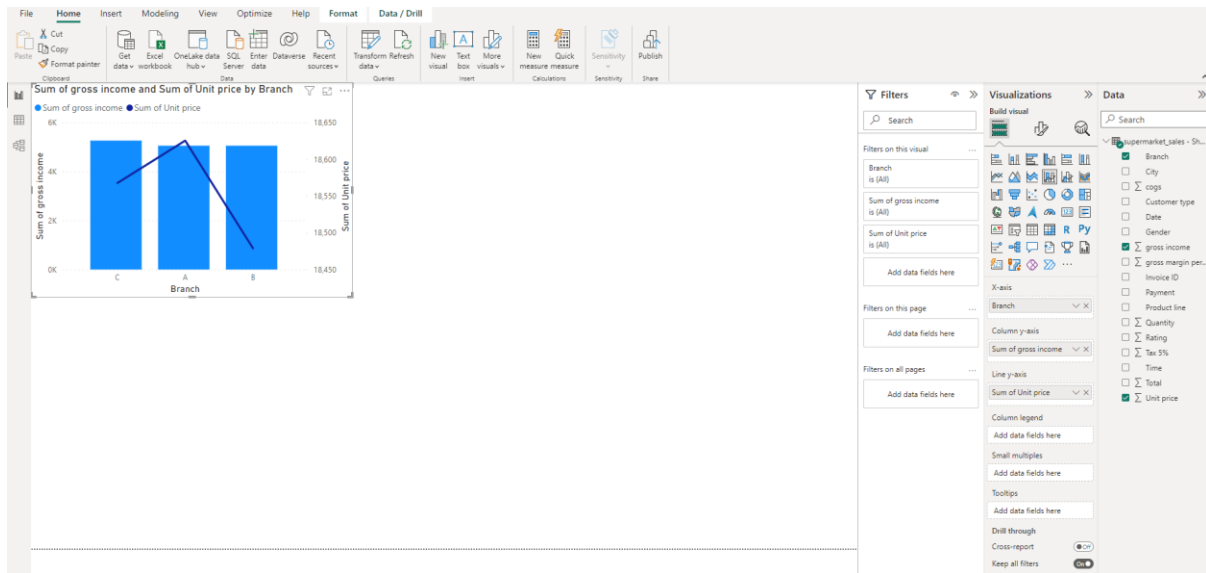 File Home Insert Modeling View Optimize Help Format Data / Drill
Paste
Cut
Copy
Format painter
Clipboard
Get data
Excel workbook
OneLake data hub
SQL Server
Enter data
Dataverse
Recent sources
Data
Transform data
Refresh
Queries
New visual
Text box
More visuals
Insert
New measure
Quick measure
Calculations
Sensitivity
Sensitivity
Publish
Share
Sum of gross income and Sum of Unit price by Branch
Sum of gross income Sum of Unit price
Sum of gross income
6K
4K
2K
0K
18,650
18,600
18,550
18,500
18,450
Sum of Unit price
C A B
Branch
Filters
Search
Filters on this visual ...
Branch
is (All)
Sum of gross income
is (All)
Sum of Unit price
is (All)
Add data fields here
Filters on this page ...
Add data fields here
Filters on all pages ...
Add data fields here
Visualizations
Build visual
123
R Py
...
X-axis
Branch
Column y-axis
Sum of gross income
Line y-axis
Sum of Unit price
Column legend
Add data fields here
Small multiples
Add data fields here
Tooltips
Add data fields here
Drill through
Cross-report Off
Keep all filters On
Data
Search
supermarket_sales - Sh...
Branch
City
∑ cogs
Customer type
Date
Gender
∑ gross income
∑ gross margin per...
Invoice ID
Payment
Product line
∑ Quantity
∑ Rating
∑ Tax 5%
Time
∑ Total
∑ Unit price